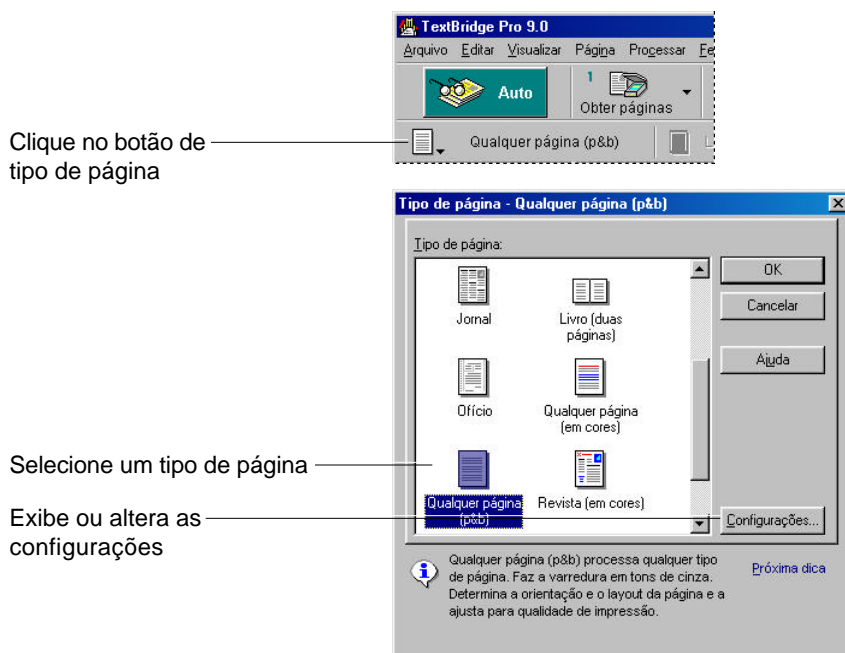 TextBridge Pro 9.0
Arquivo Editar Visualizar Página Processar Fe
Auto
1
Obter páginas
Clique no botão de
tipo de página
Qualquer página (p&b)
Tipo de página - Qualquer página (p&b)
Tipo de página:
OK
Cancelar
Ajuda
Jornal
Livro (duas
páginas)
Ofício
Qualquer página
(em cores)
Selecione um tipo de página
Qualquer página
(p&b)
Revista (em cores)
Exibe ou altera as
configurações
Configurações...
Qualquer página (p&b) processa qualquer tipo
de página. Faz a varredura em tons de cinza.
Determina a orientação e o layout da página e a
ajusta para qualidade de impressão.
Próxima dica